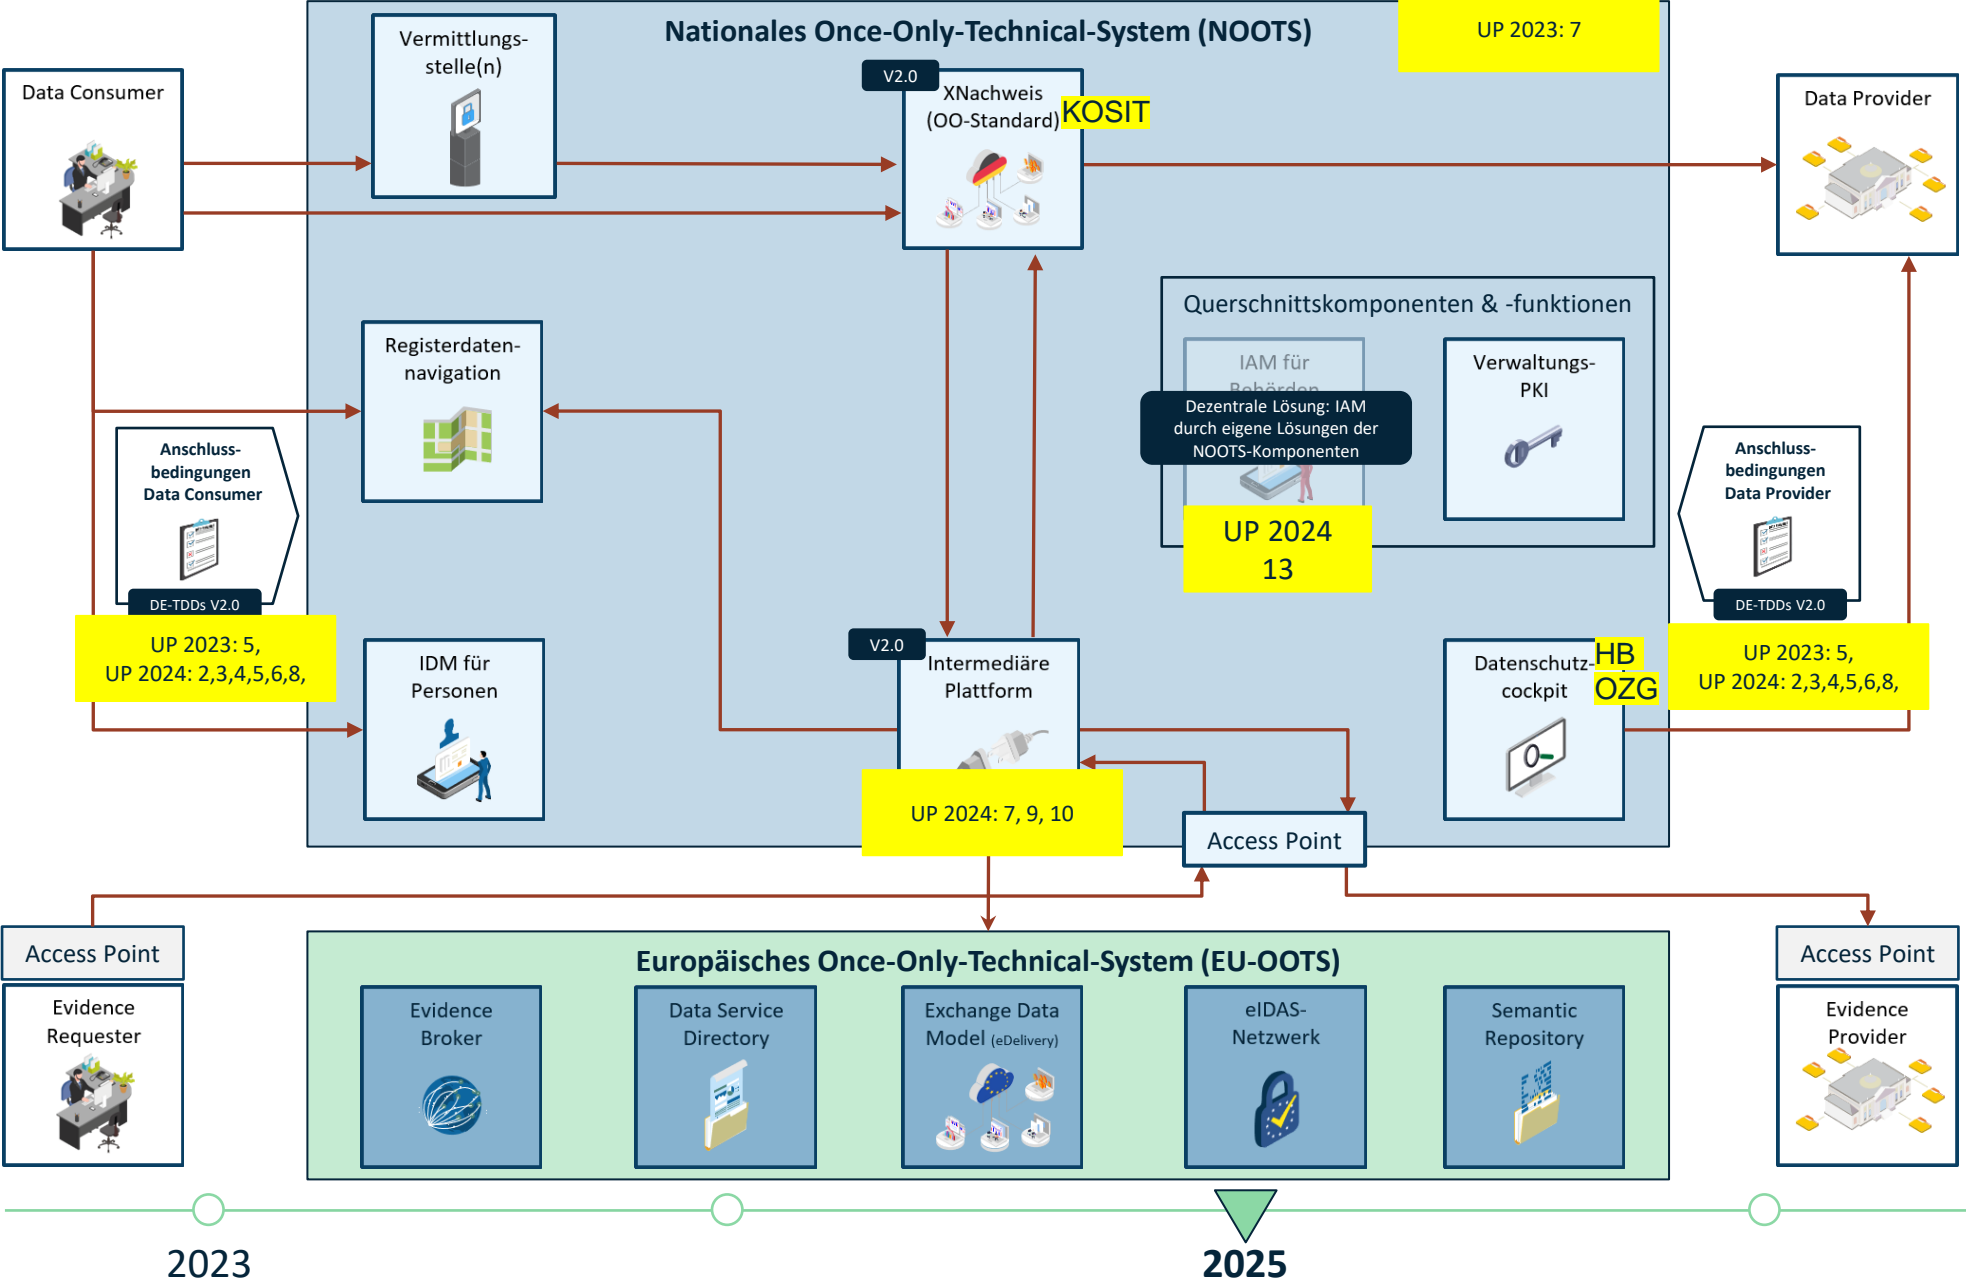 Nationales Once-Only-Technical-System (NOOTS)
UP 2023: 7
Data Consumer
Vermittlungs-
stelle(n)
V2.0
XNachweis
(OO-Standard)
KOSIT
Data Provider
Registerdaten-
navigation
Querschnittskomponenten & -funktionen
IAM für
Behörden
Dezentrale Lösung: IAM
durch eigene Lösungen der
NOOTS-Komponenten
UP 2024
13
Verwaltungs-
PKI
Anschluss-
bedingungen
Data Consumer
DE-TDDs V2.0
UP 2023: 5,
UP 2024: 2,3,4,5,6,8,
Anschluss-
bedingungen
Data Provider
DE-TDDs V2.0
UP 2023: 5,
UP 2024: 2,3,4,5,6,8,
IDM für
Personen
V2.0
Intermediäre
Plattform
UP 2024: 7, 9, 10
Datenschutz-
cockpit
HB
OZG
Access Point
Access Point
Evidence
Requester
Access Point
Evidence
Provider
Europäisches Once-Only-Technical-System (EU-OOTS)
Evidence
Broker
Data Service
Directory
Exchange Data
Model (eDelivery)
eIDAS-
Netzwerk
Semantic
Repository
2023
2025